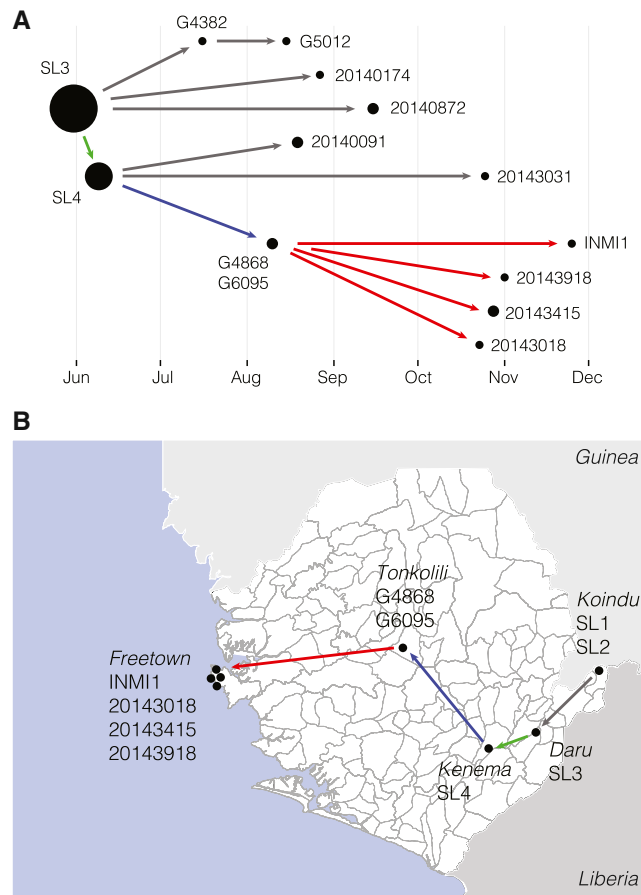 A
G4382
G5012
SL3
20140174
20140872
20140091
SL4
20143031
G4868
G6095
INMI1
20143918
20143415
20143018
Jun
Jul
Aug
Sep
Oct
Nov
Dec
B
Guinea
Tonkolili
G4868
G6095
Koindu
SL1
SL2
Freetown
INMI1
20143018
20143415
20143918
Kenema
SL4
Daru
SL3
Liberia